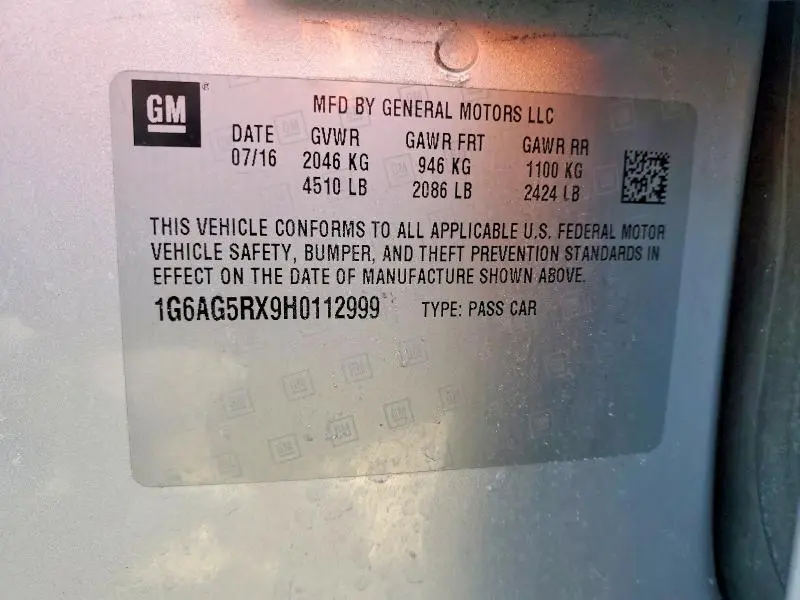 GM
MFD BY GENERAL MOTORS LLC
DATE GVWR GAWR FRT GAWR RR
07/16 2046 KG 946 KG 1100 KG
4510 LB 2086 LB 2424 LB
THIS VEHICLE CONFORMS TO ALL APPLICABLE U.S. FEDERAL MOTOR
VEHICLE SAFETY, BUMPER, AND THEFT PREVENTION STANDARDS IN
EFFECT ON THE DATE OF MANUFACTURE SHOWN ABOVE.
1G6AG5RX9H0112999 TYPE: PASS CAR